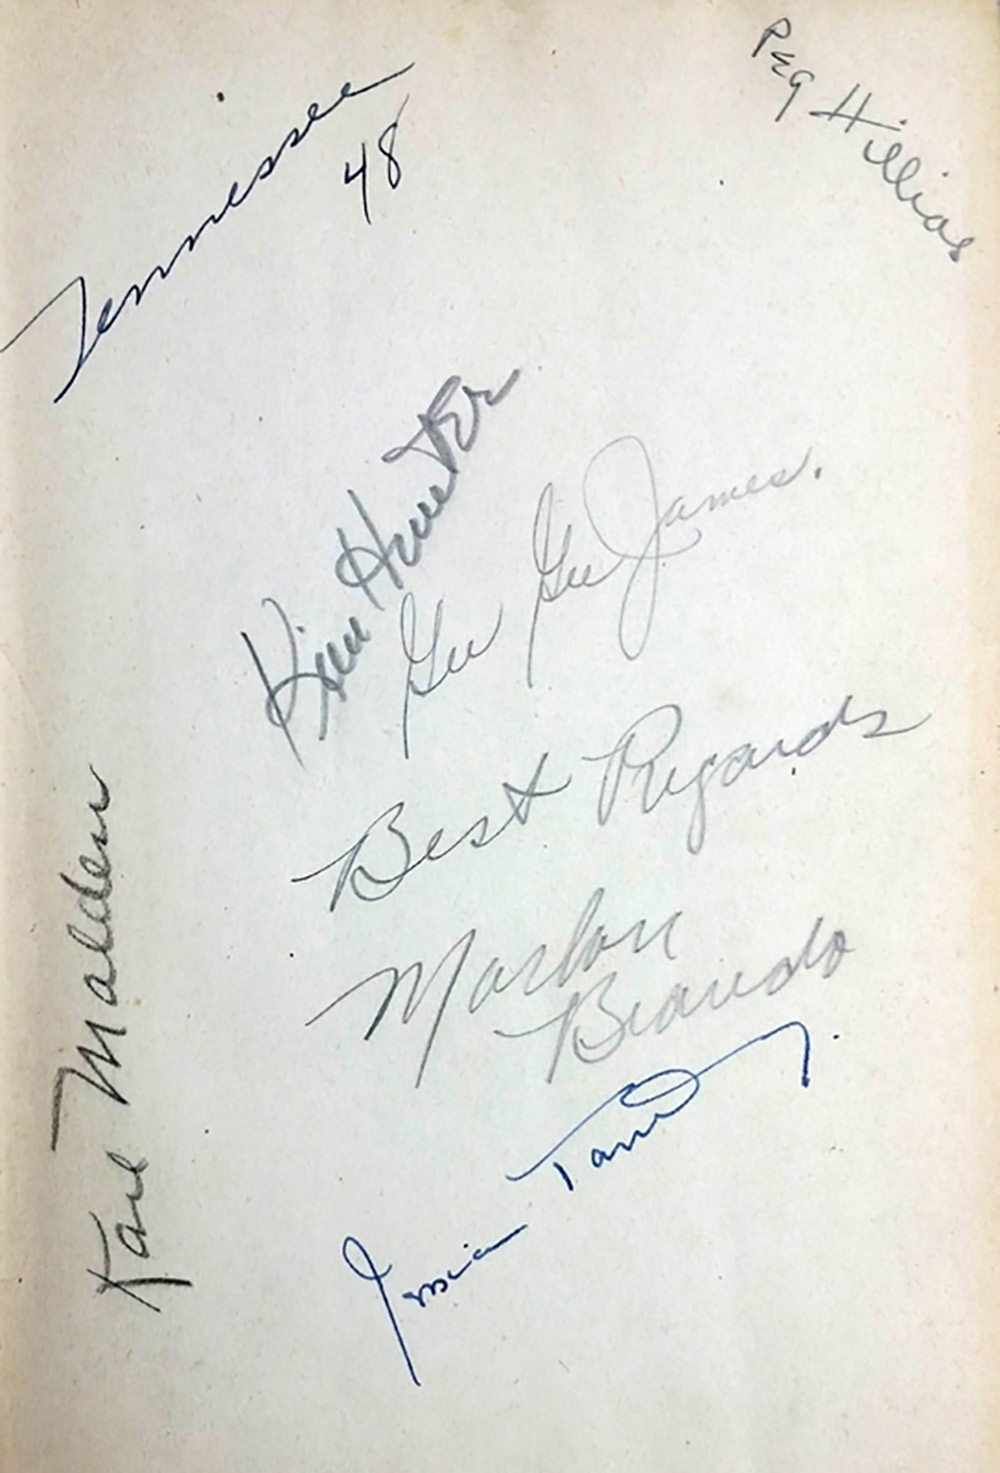 Tennessee
48
Peg Hillias
Kim Hunter
Gee Gee James.
Best Regards
Marlon
Brando
Jessica Tandy.
Karl Malden